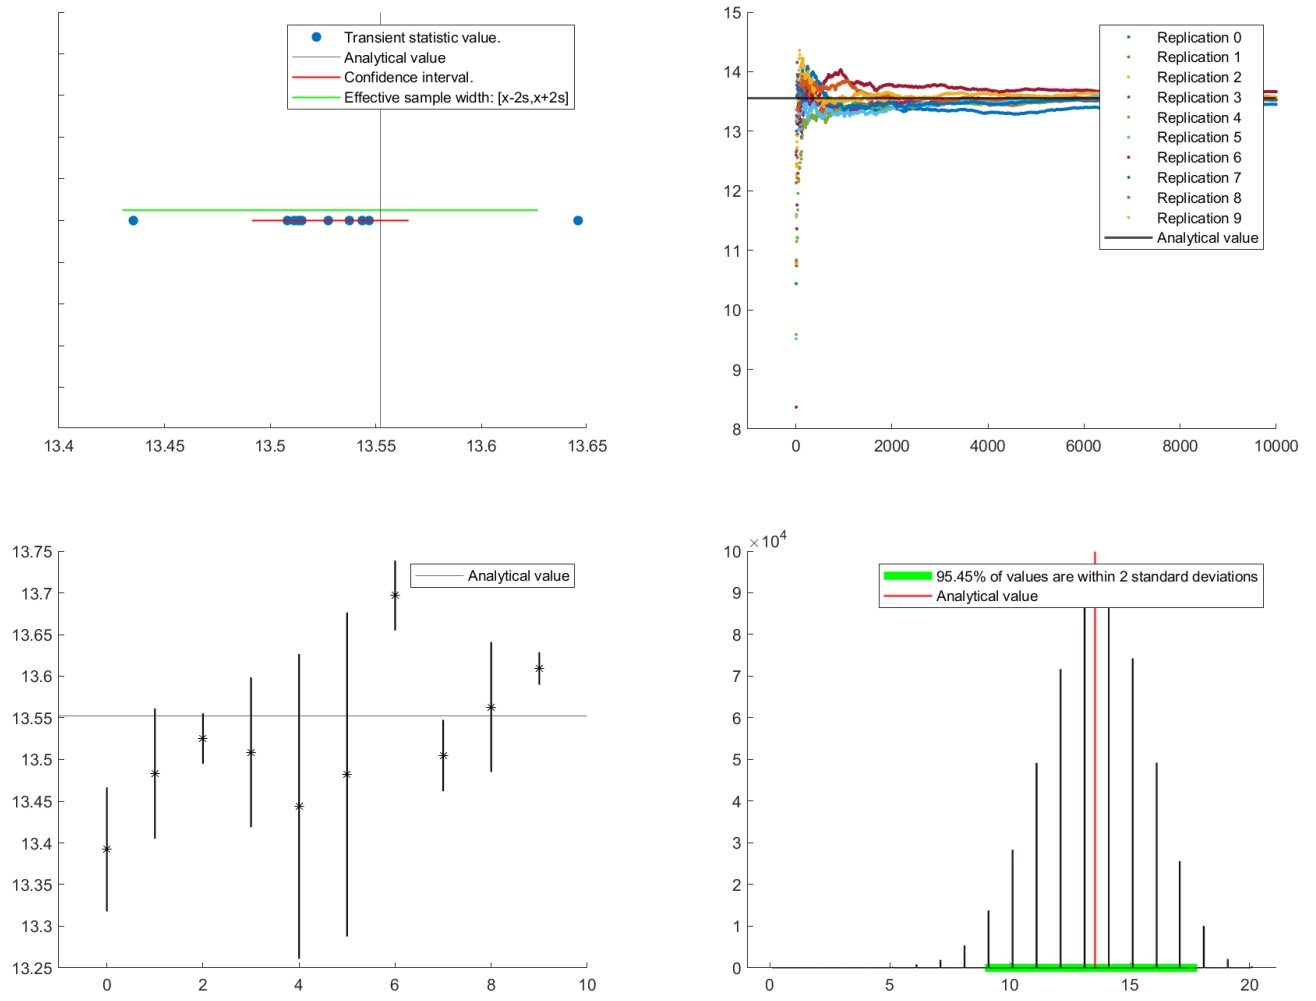 Transient statistic value.
Analytical value
Confidence interval.
Effective sample width: [x-2s,x+2s]
13.4 13.45 13.5 13.55 13.6 13.65
15
14
13
12
11
10
9
8
Replication 0
Replication 1
Replication 2
Replication 3
Replication 4
Replication 5
Replication 6
Replication 7
Replication 8
Replication 9
Analytical value
0 2000 4000 6000 8000 10000
13.75
13.7
13.65
13.6
13.55
13.5
13.45
13.4
13.35
13.3
13.25
Analytical value
0 2 4 6 8 10
×10⁴
10
9
8
7
6
5
4
3
2
1
0
95.45% of values are within 2 standard deviations
Analytical value
0 5 10 15 20